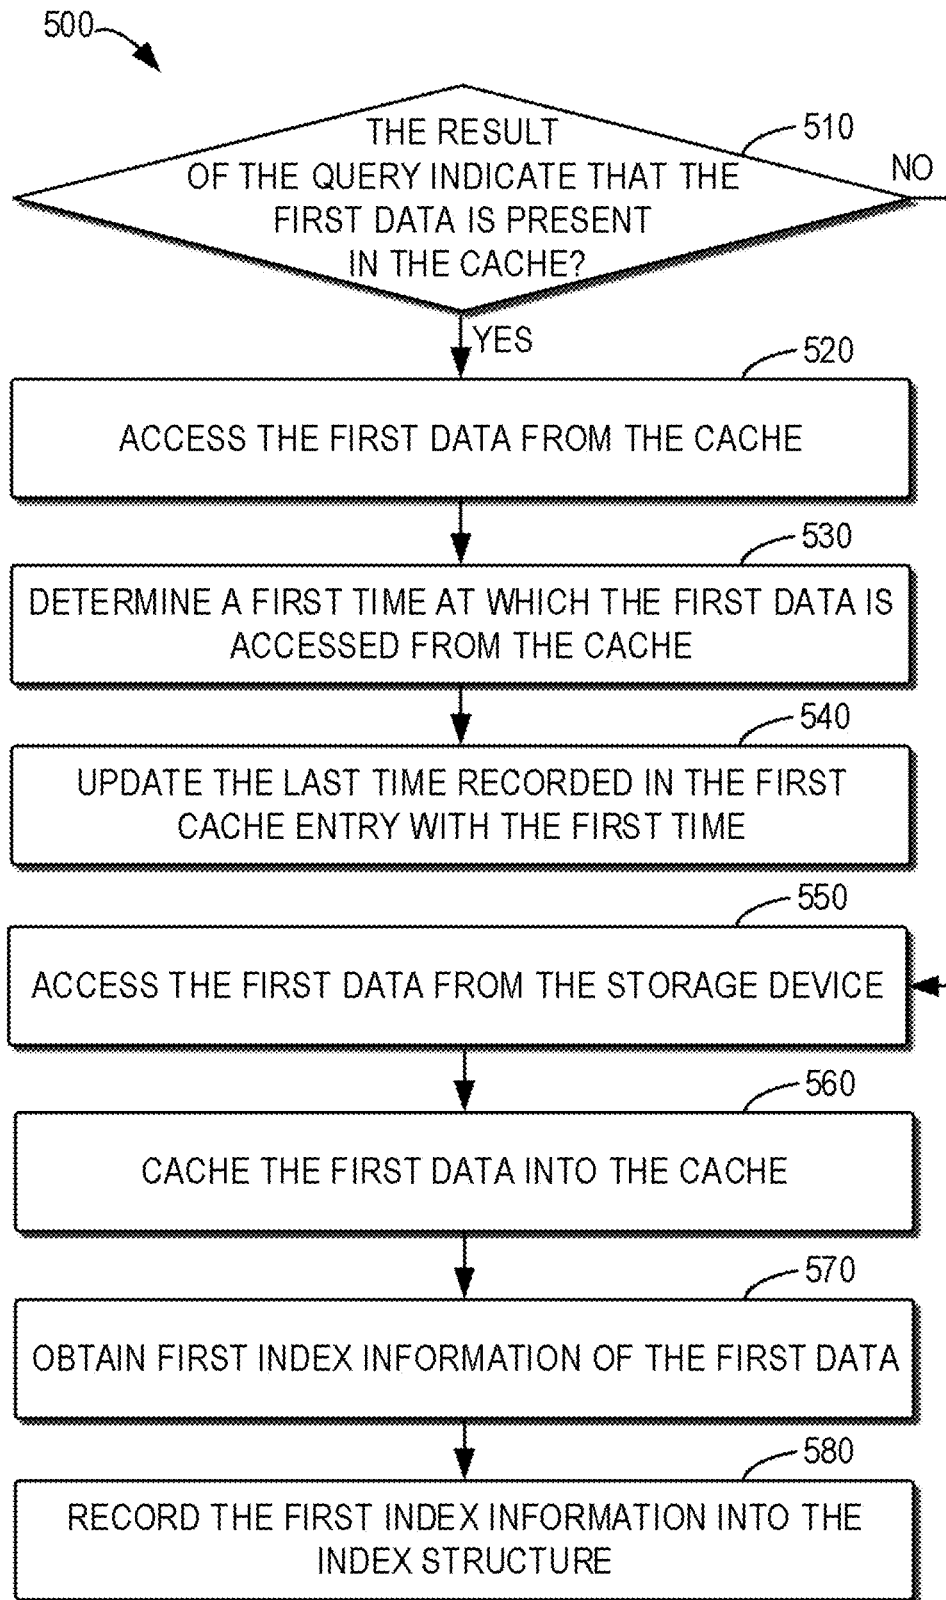 500
THE RESULT
510
OF THE QUERY INDICATE THAT THE
NO
FIRST DATA IS PRESENT
IN THE CACHE?
YES
520
ACCESS THE FIRST DATA FROM THE CACHE
530
DETERMINE A FIRST TIME AT WHICH THE FIRST DATA IS
ACCESSED FROM THE CACHE
540
UPDATE THE LAST TIME RECORDED IN THE FIRST
CACHE ENTRY WITH THE FIRST TIME
550
ACCESS THE FIRST DATA FROM THE STORAGE DEVICE
560
CACHE THE FIRST DATA INTO THE CACHE
570
OBTAIN FIRST INDEX INFORMATION OF THE FIRST DATA
580
RECORD THE FIRST INDEX INFORMATION INTO THE
INDEX STRUCTURE